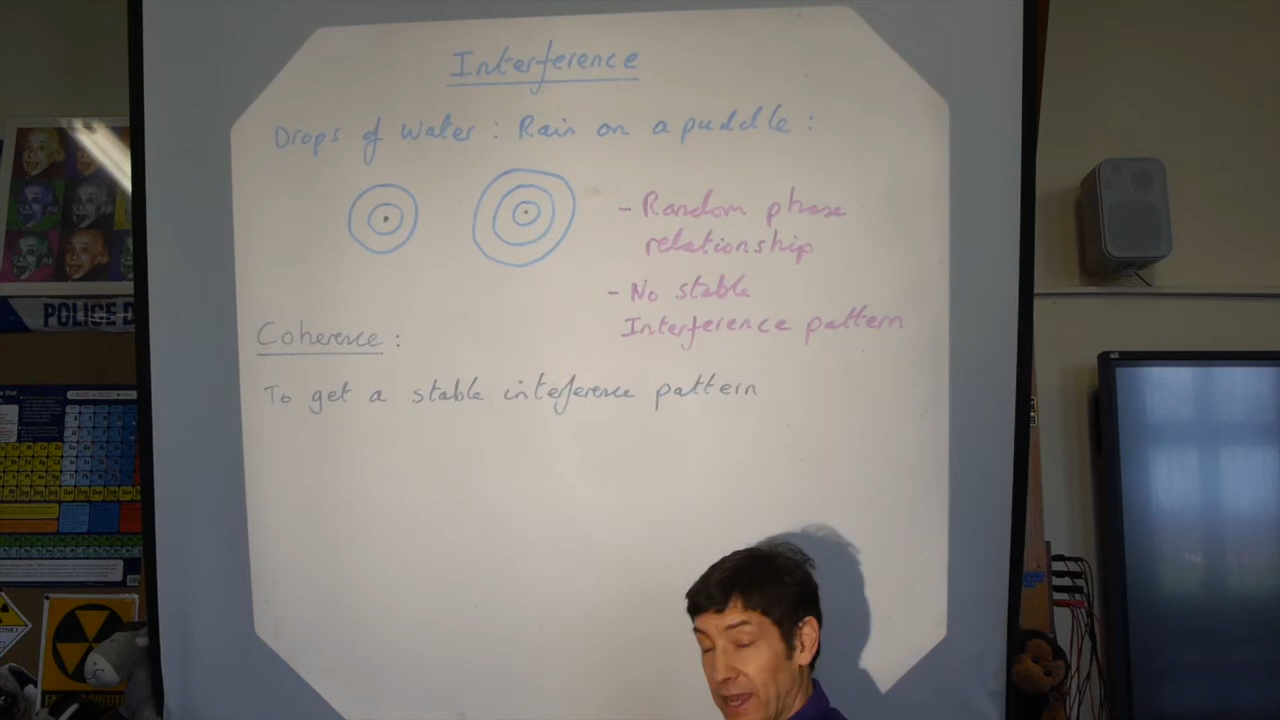 Interference
Drops of water : Rain on a puddle :
- Random phase
relationship
- No stable
Interference pattern
Coherence :
To get a stable interference pattern
POLICE D